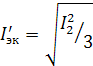 I′эк = √(I₂²/3)